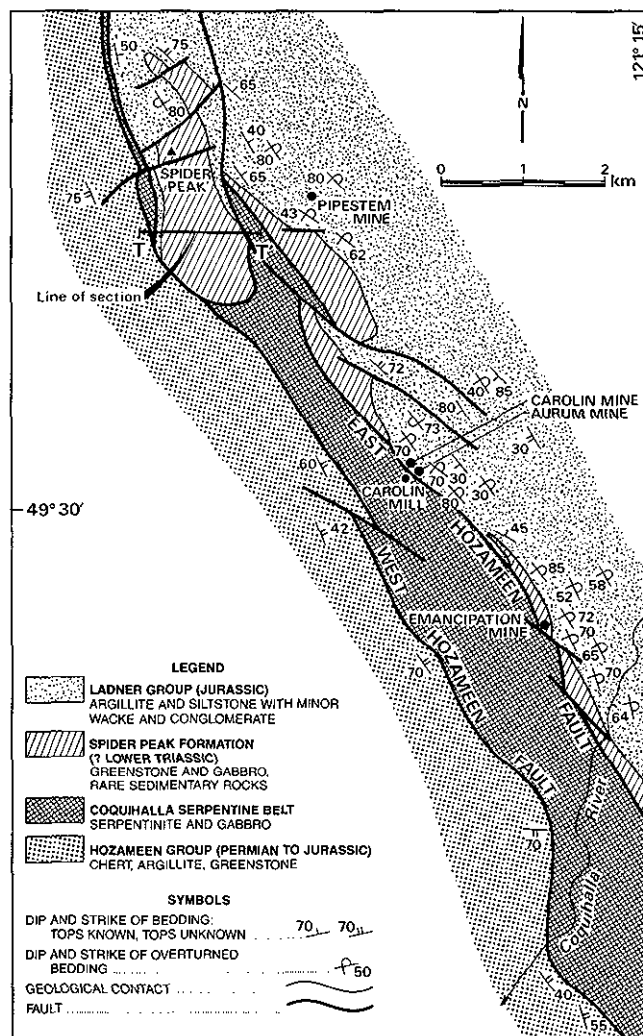 121° 15'
50
75
65
80
40
80
SPIDER
PEAK
65
80
PIPESTEM
MINE
75
43
62
T
T'
Line of section
N
0
1
2
km
72
40
85
80
CAROLIN MINE
AURUM MINE
73
70
30
EAST
60
70
30
CAROLIN
MILL
30
80
49° 30'
42
HOZAMEEN
45
WEST
85
58
52
EMANCIPATION
MINE
72
70
65
70
HOZAMEEN
70
FAULT
64
FAULT
River
70
Coquihalla
40
55
LEGEND
LADNER GROUP (JURASSIC)
ARGILLITE AND SILTSTONE WITH MINOR
WACKE AND CONGLOMERATE
SPIDER PEAK FORMATION
(? LOWER TRIASSIC)
GREENSTONE AND GABBRO,
RARE SEDIMENTARY ROCKS
COQUIHALLA SERPENTINE BELT
SERPENTINITE AND GABBRO
HOZAMEEN GROUP (PERMIAN TO JURASSIC)
CHERT, ARGILLITE, GREENSTONE
SYMBOLS
DIP AND STRIKE OF BEDDING:
TOPS KNOWN, TOPS UNKNOWN 70 70
DIP AND STRIKE OF OVERTURNED
BEDDING 50
GEOLOGICAL CONTACT
FAULT